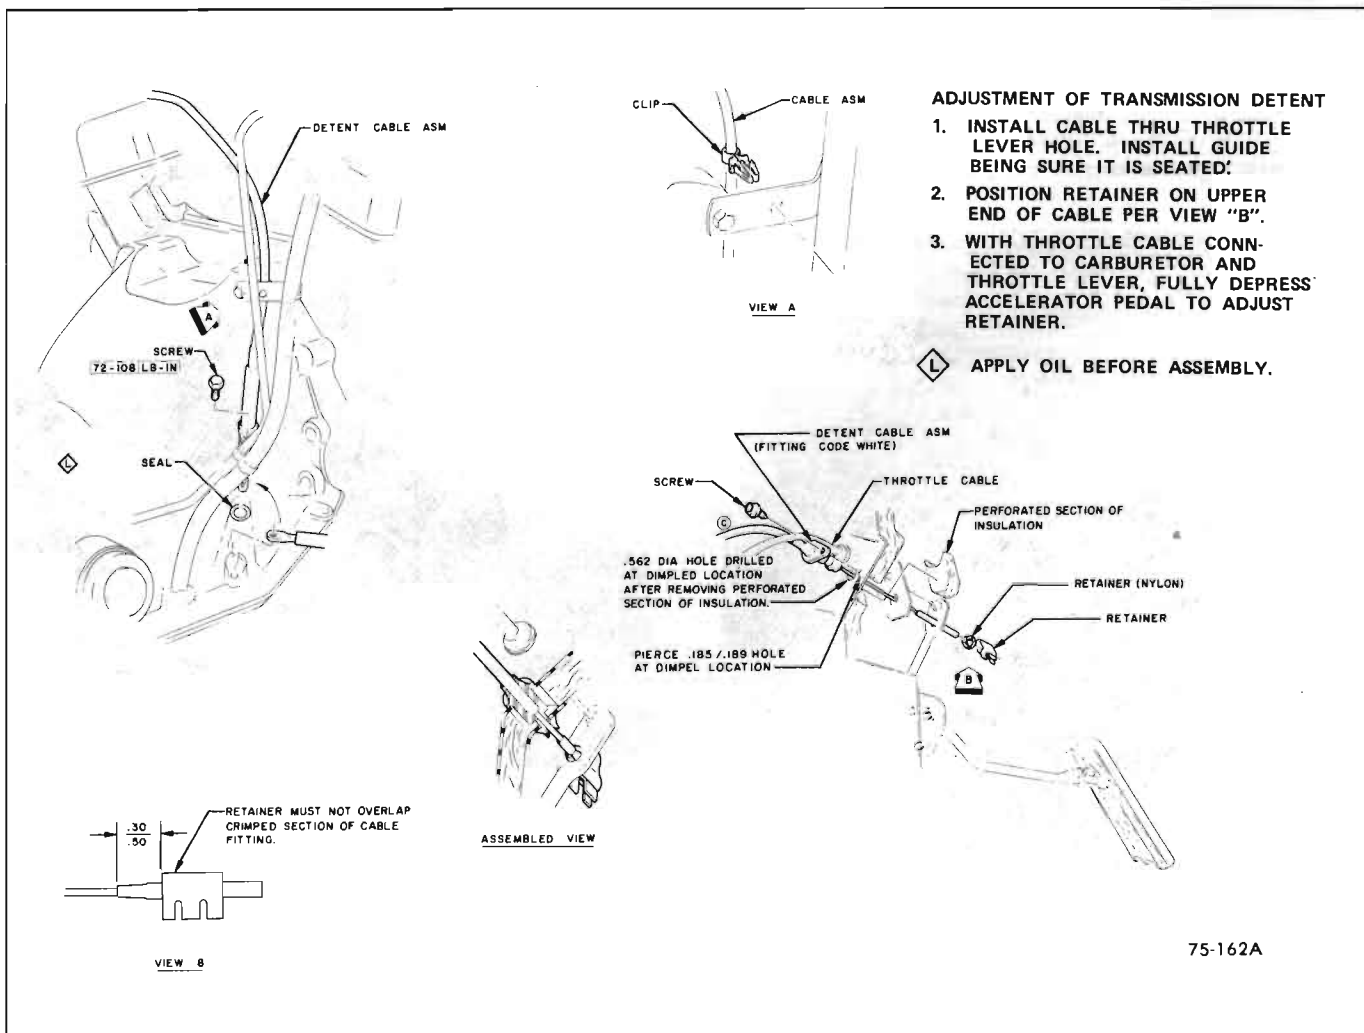 DETENT CABLE ASM
A
SCREW
72-108 LB-IN
L
SEAL
CLIP
CABLE ASM
VIEW A
ADJUSTMENT OF TRANSMISSION DETENT
1. INSTALL CABLE THRU THROTTLE
LEVER HOLE. INSTALL GUIDE
BEING SURE IT IS SEATED.
2. POSITION RETAINER ON UPPER
END OF CABLE PER VIEW "B".
3. WITH THROTTLE CABLE CONN-
ECTED TO CARBURETOR AND
THROTTLE LEVER, FULLY DEPRESS
ACCELERATOR PEDAL TO ADJUST
RETAINER.
L APPLY OIL BEFORE ASSEMBLY.
DETENT CABLE ASM
(FITTING CODE WHITE)
SCREW
THROTTLE CABLE
C
PERFORATED SECTION OF
INSULATION
.562 DIA HOLE DRILLED
AT DIMPLED LOCATION
AFTER REMOVING PERFORATED
SECTION OF INSULATION.
RETAINER (NYLON)
RETAINER
PIERCE .185/.189 HOLE
AT DIMPEL LOCATION
B
ASSEMBLED VIEW
RETAINER MUST NOT OVERLAP
CRIMPED SECTION OF CABLE
FITTING.
.30
.50
VIEW B
75-162A